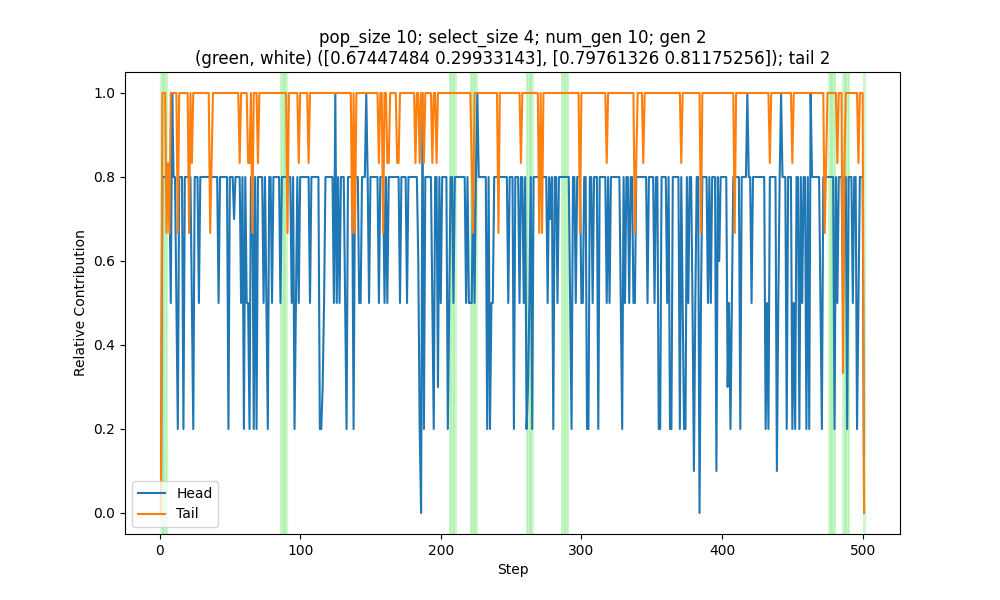 pop_size 10; select_size 4; num_gen 10; gen 2
(green, white) ([0.67447484 0.29933143], [0.79761326 0.81175256]); tail 2
Relative Contribution
1.0
0.8
0.6
0.4
0.2
0.0
Head
Tail
0
100
200
300
400
500
Step